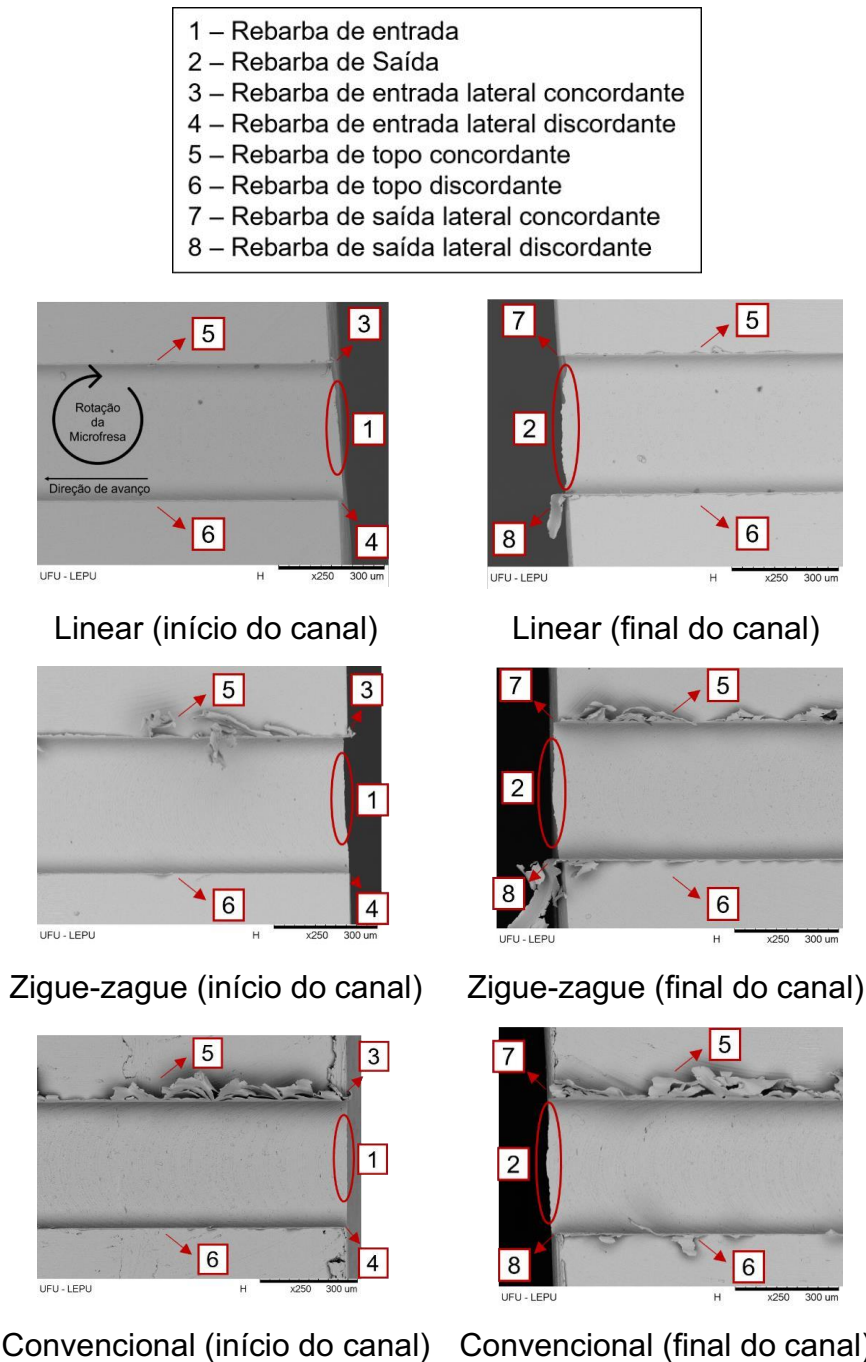 1 – Rebarba de entrada
2 – Rebarba de Saída
3 – Rebarba de entrada lateral concordante
4 – Rebarba de entrada lateral discordante
5 – Rebarba de topo concordante
6 – Rebarba de topo discordante
7 – Rebarba de saída lateral concordante
8 – Rebarba de saída lateral discordante
5
3
Rotação
da
Microfresa
1
Direção de avanço
6
4
UFU - LEPU H x250 300 um
7
5
2
8
6
UFU - LEPU H x250 300 um
Linear (início do canal)
Linear (final do canal)
5
3
1
6
4
UFU - LEPU H x250 300 um
7
5
2
8
6
UFU - LEPU H x250 300 um
Zigue-zague (início do canal)
Zigue-zague (final do canal)
5
3
1
6
4
UFU - LEPU H x250 300 um
7
5
2
8
6
UFU - LEPU H x250 300 um
Convencional (início do canal)
Convencional (final do canal)